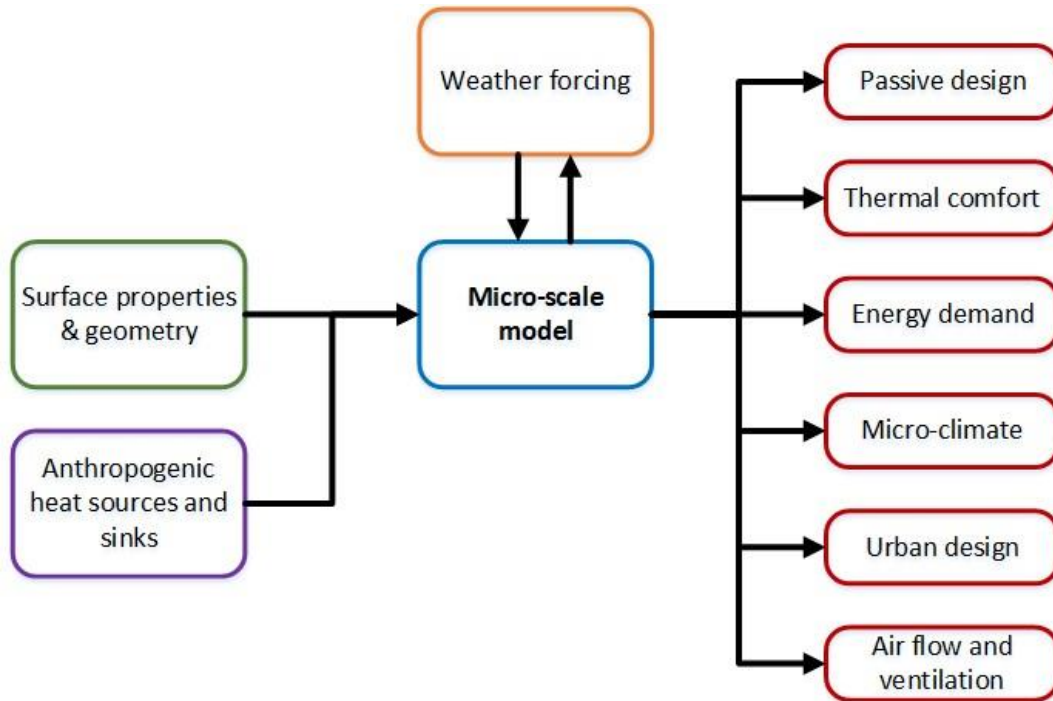 Weather forcing
Surface properties
& geometry
Anthropogenic
heat sources and
sinks
Micro-scale
model
Passive design
Thermal comfort
Energy demand
Micro-climate
Urban design
Air flow and
ventilation